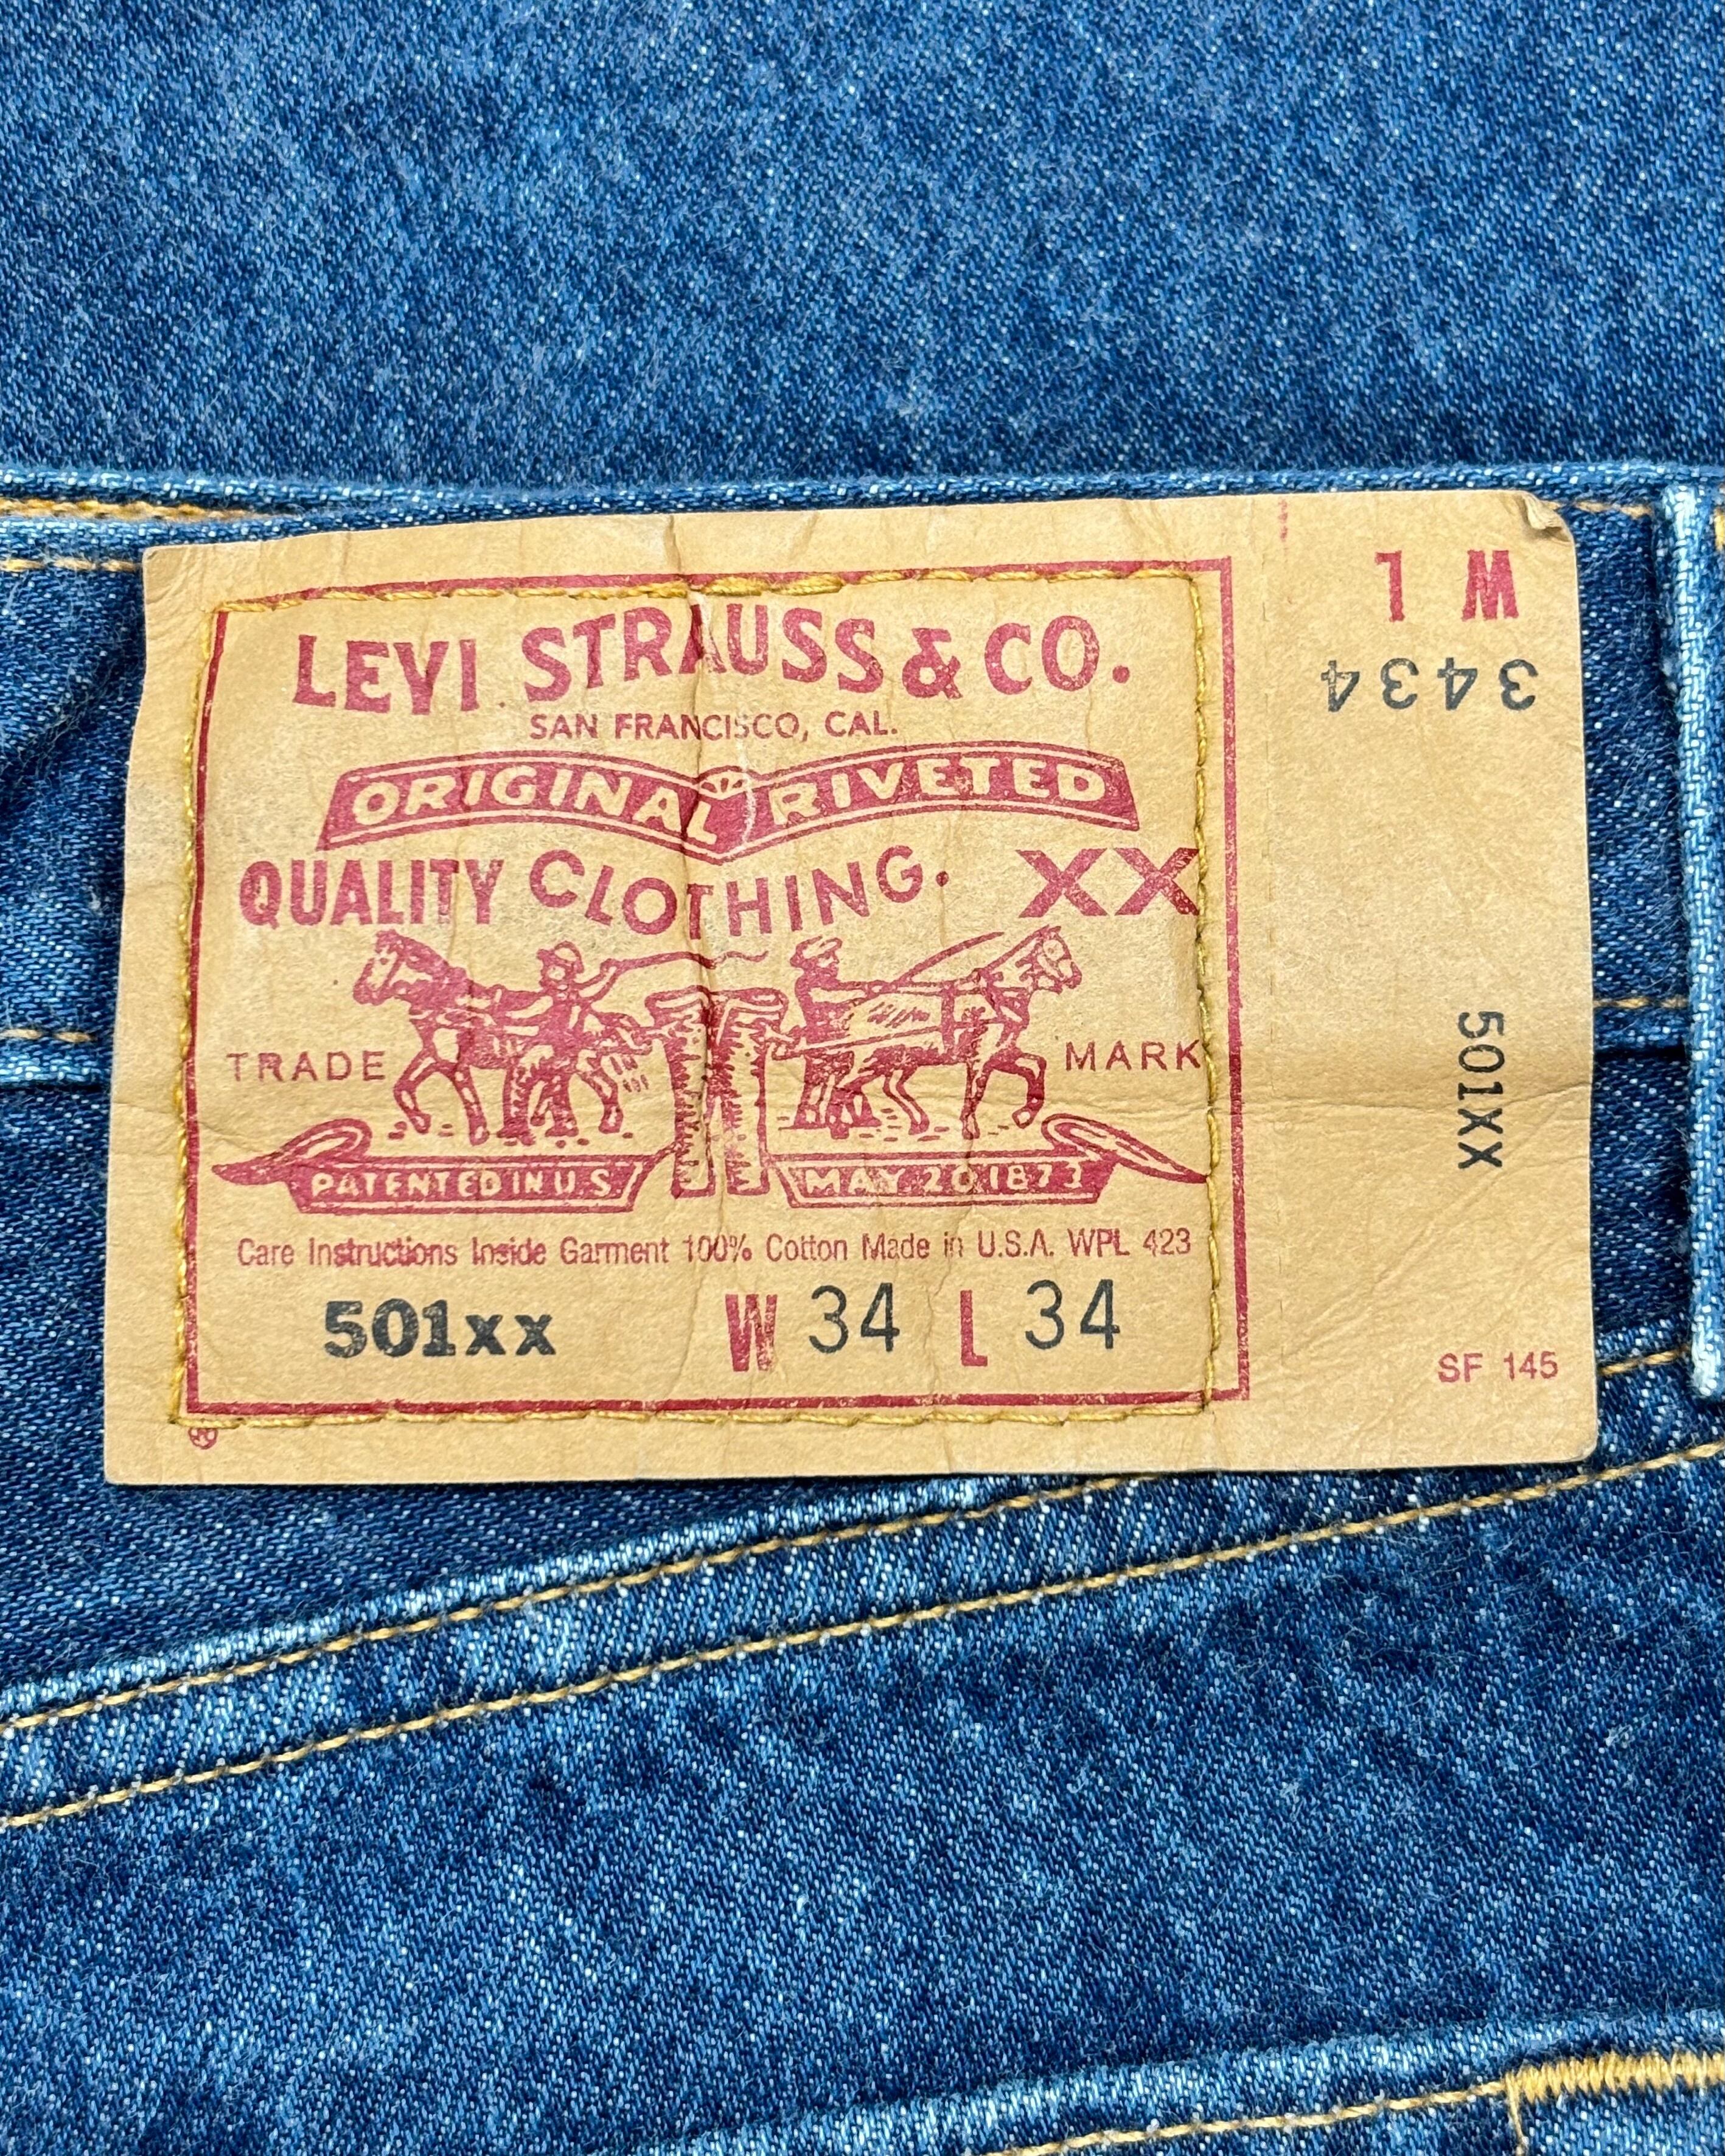 LEVI STRAUSS & CO.
SAN FRANCISCO, CAL.
ORIGINAL RIVETED
QUALITY CLOTHING. XX
TRADE MARK
PATENTED IN U.S. MAY 20 1873
Care Instructions Inside Garment 100% Cotton Made in U.S.A. WPL 423
501xx W 34 L 34
®
W L
3434
501XX
SF 145